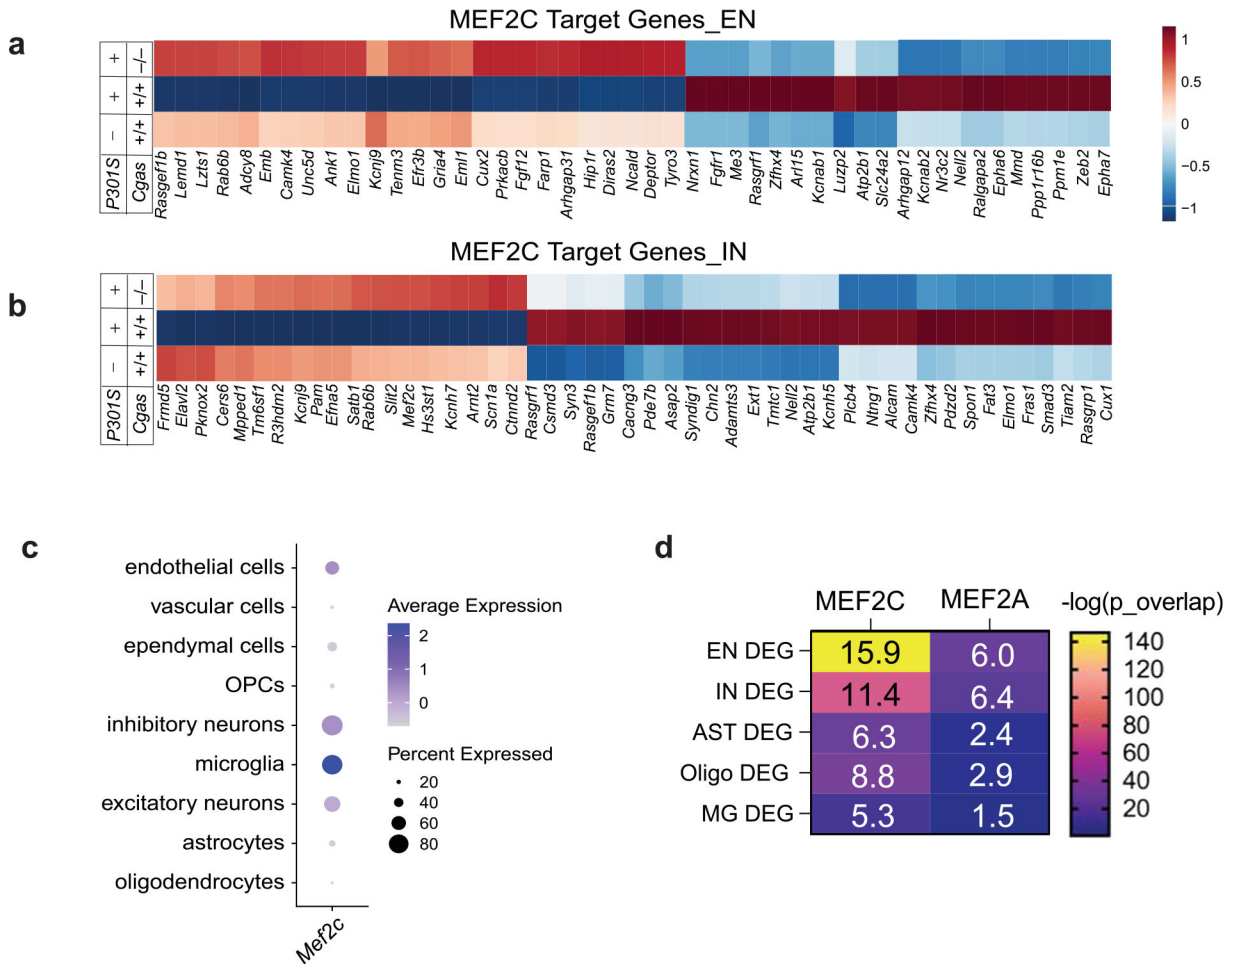 MEF2C Target Genes_EN
a
+
−/−
+
+/+
−
+/+
P301S
Cgas
Rasgef1b
Lemd1
Lzts1
Rab6b
Adcy8
Emb
Camk4
Unc5d
Ank1
Elmo1
Kcnj9
Tenm3
Efr3b
Gria4
Eml1
Cux2
Prkacb
Fgf12
Farp1
Arhgap31
Hip1r
Diras2
Ncald
Deptor
Tyro3
Nrxn1
Fgfr1
Me3
Rasgrf1
Zfhx4
Arl15
Kcnab1
Luzp2
Atp2b1
Slc24a2
Arhgap12
Kcnab2
Nr3c2
Nell2
Ralgapa2
Epha6
Mmd
Ppp1r16b
Ppm1e
Zeb2
Epha7
1
0.5
0
−0.5
−1
MEF2C Target Genes_IN
b
+
−/−
+
+/+
−
+/+
P301S
Cgas
Frmd5
Elavl2
Pknox2
Cers6
Mpped1
Tm6sf1
R3hdm2
Kcnj9
Pam
Efna5
Satb1
Rab6b
Slit2
Mef2c
Hs3st1
Kcnh7
Arnt2
Scn1a
Ctnnd2
Rasgrf1
Csmd3
Syn3
Rasgef1b
Grm7
Cacng3
Pde7b
Asap2
Syndig1
Chn2
Adamts3
Ext1
Tmtc1
Nell2
Atp2b1
Kcnh5
Plcb4
Ntng1
Alcam
Camk4
Zfhx4
Pdzd2
Spon1
Fat3
Elmo1
Fras1
Smad3
Tiam2
Rasgrp1
Cux1
c
endothelial cells
vascular cells
ependymal cells
OPCs
inhibitory neurons
microglia
excitatory neurons
astrocytes
oligodendrocytes
Mef2c
Average Expression
2
1
0
Percent Expressed
20
40
60
80
d
MEF2C MEF2A -log(p_overlap)
EN DEG 15.9 6.0
IN DEG 11.4 6.4
AST DEG 6.3 2.4
Oligo DEG 8.8 2.9
MG DEG 5.3 1.5
140
120
100
80
60
40
20